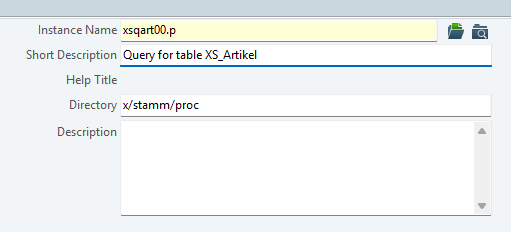 Instance Name xsqart00.p
Short Description Query for table XS_Artikel
Help Title
Directory x/stamm/proc
Description